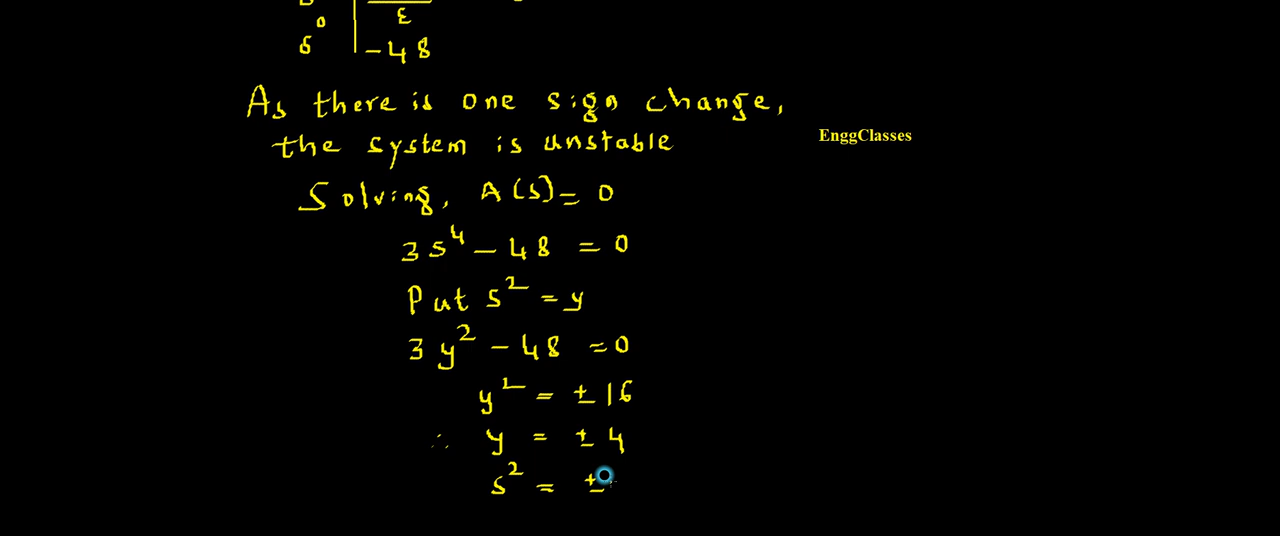 ε
s⁰ | -48
As there is one sign change,
the system is unstable
EnggClasses
Solving, A(s) = 0
3s⁴ - 48 = 0
Put s² = y
3y² - 48 = 0
y² = ± 16
∴ y = ± 4
s² = ±